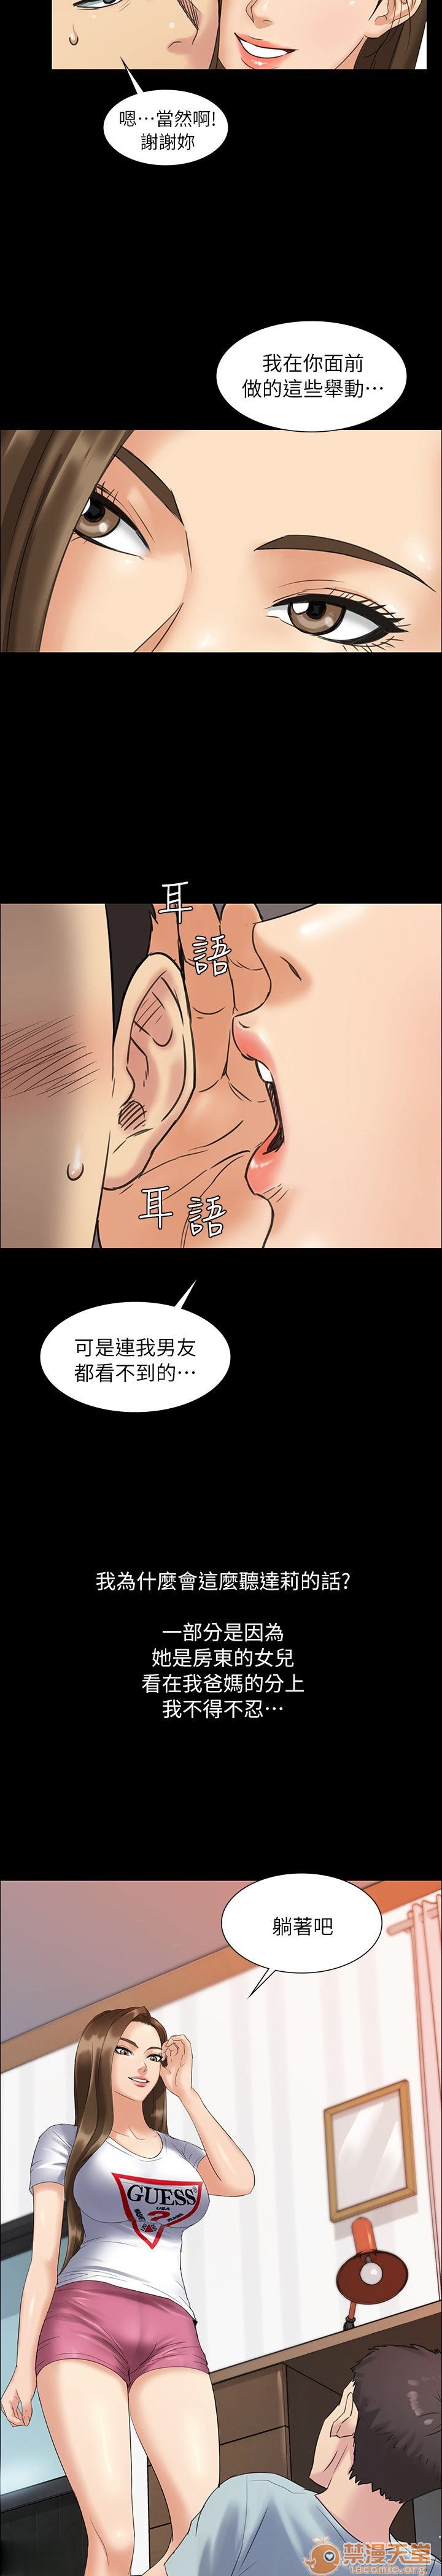 嗯⋯當然啊!
謝謝妳
我在你面前
做的這些舉動⋯
耳語
耳語
可是連我男友
都看不到的⋯
我為什麼會這麼聽達莉的話?
一部分是因為
她是房東的女兒
看在我爸媽的分上
我不得不忍⋯
躺著吧
GUESS
USA
?
禁漫天堂
18comic.org